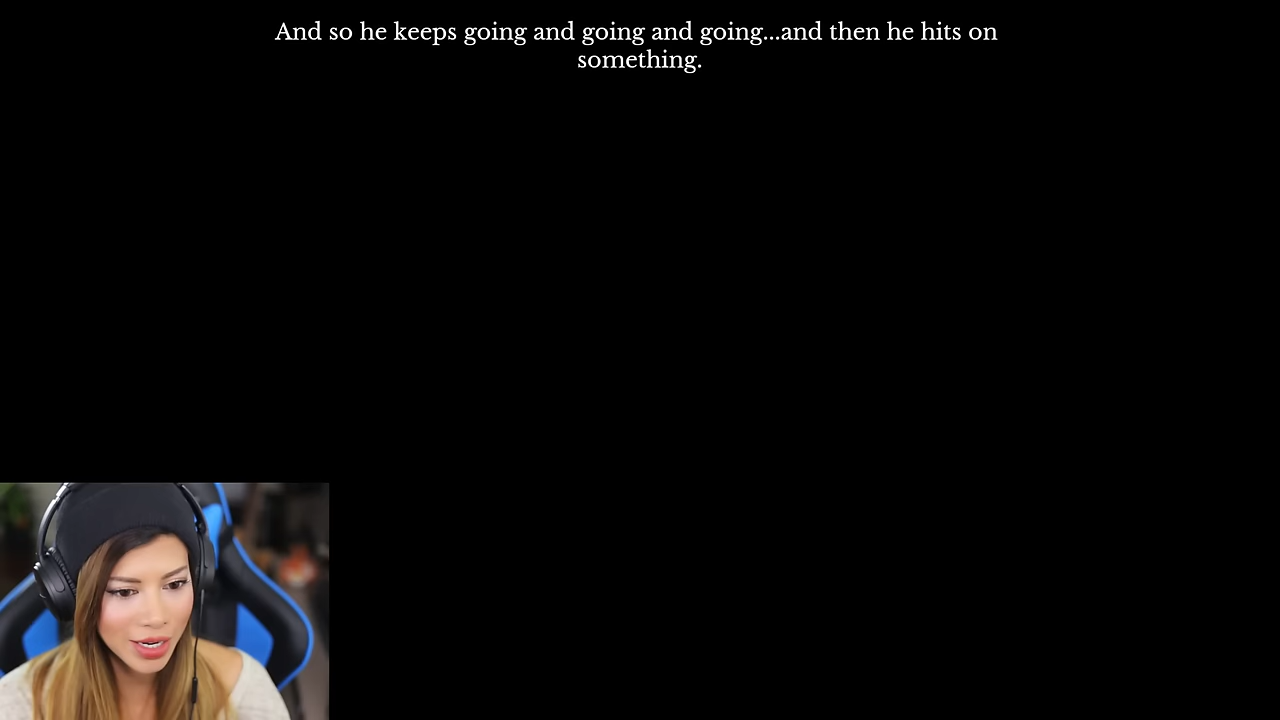 And so he keeps going and going and going...and then he hits on
something.